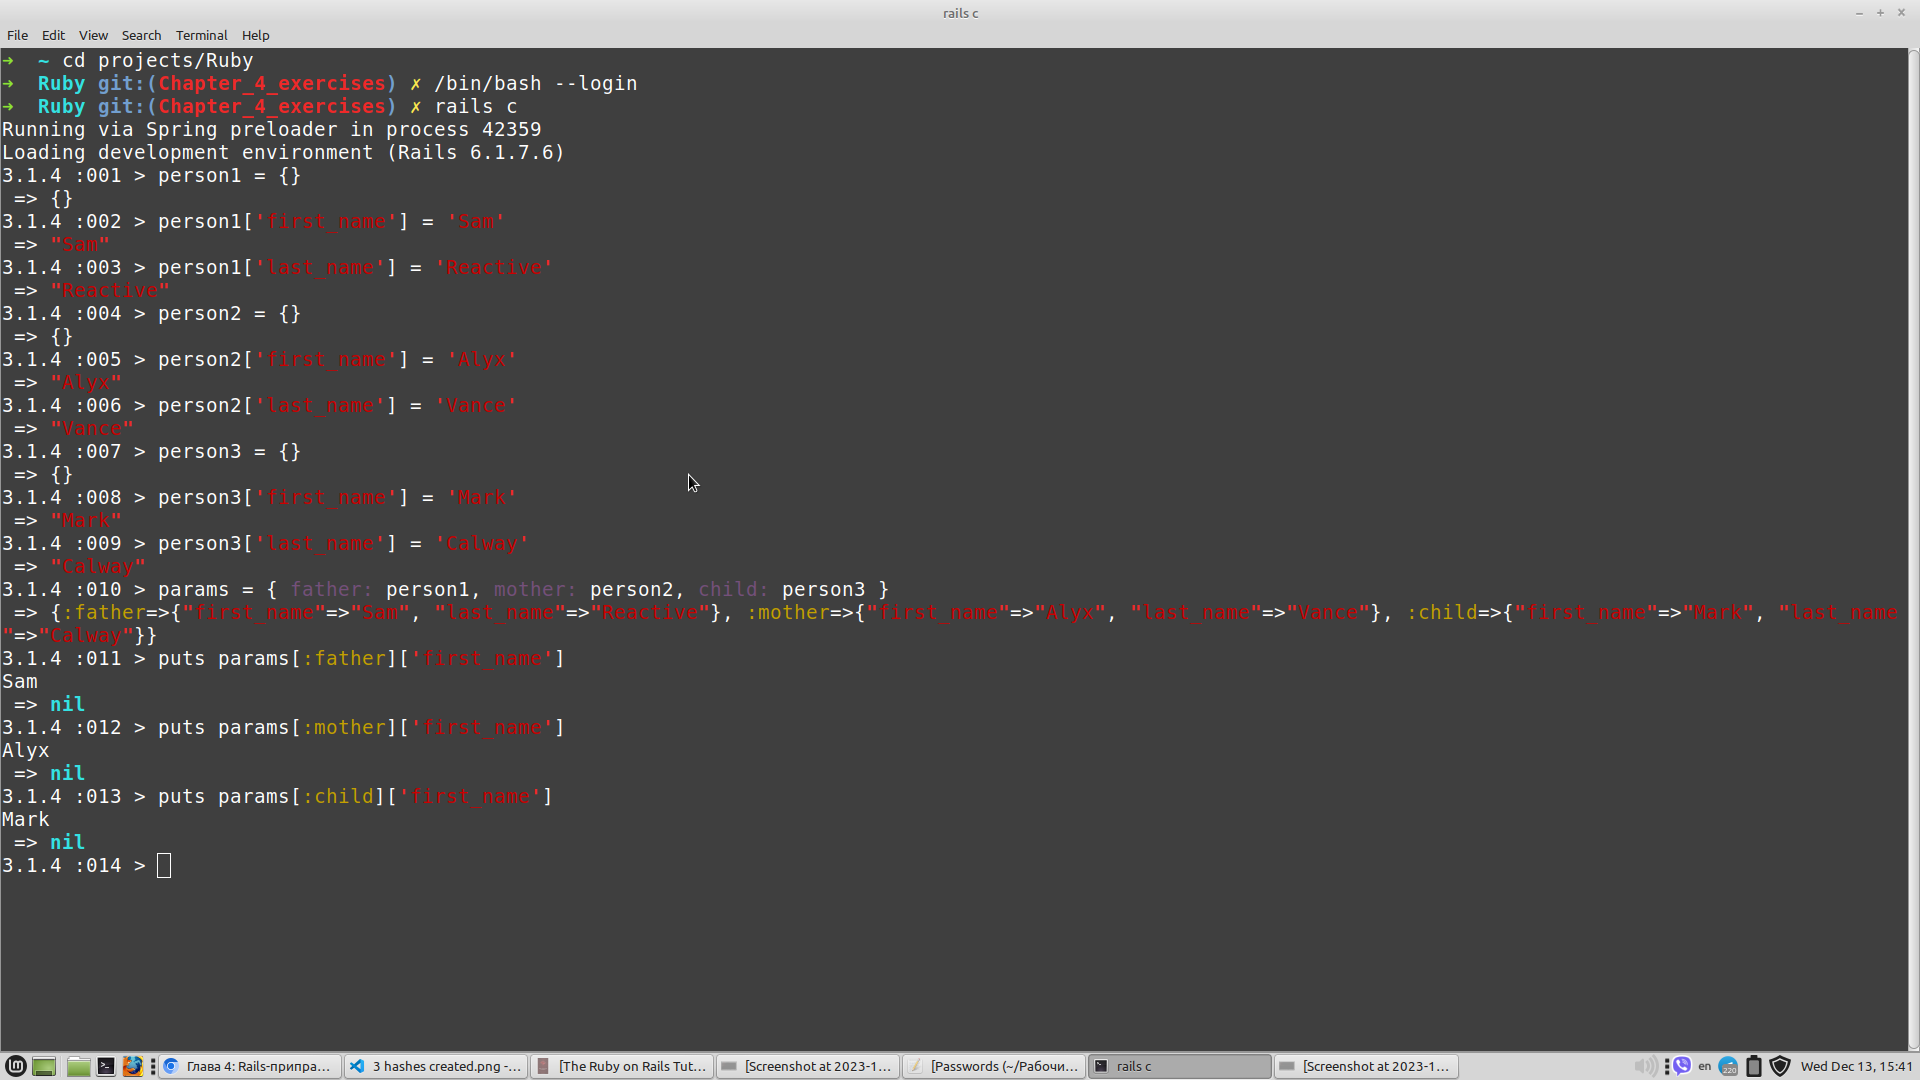 rails c
File Edit View Search Terminal Help
➜  ~ cd projects/Ruby
➜  Ruby git:(Chapter_4_exercises) ✗ /bin/bash --login
➜  Ruby git:(Chapter_4_exercises) ✗ rails c
Running via Spring preloader in process 42359
Loading development environment (Rails 6.1.7.6)
3.1.4 :001 > person1 = {}
 => {}
3.1.4 :002 > person1['first_name'] = 'Sam'
 => "Sam"
3.1.4 :003 > person1['last_name'] = 'Reactive'
 => "Reactive"
3.1.4 :004 > person2 = {}
 => {}
3.1.4 :005 > person2['first_name'] = 'Alyx'
 => "Alyx"
3.1.4 :006 > person2['last_name'] = 'Vance'
 => "Vance"
3.1.4 :007 > person3 = {}
 => {}
3.1.4 :008 > person3['first_name'] = 'Mark'
 => "Mark"
3.1.4 :009 > person3['last_name'] = 'Calway'
 => "Calway"
3.1.4 :010 > params = { father: person1, mother: person2, child: person3 }
 => {:father=>{"first_name"=>"Sam", "last_name"=>"Reactive"}, :mother=>{"first_name"=>"Alyx", "last_name"=>"Vance"}, :child=>{"first_name"=>"Mark", "last_name
"=>"Calway"}}
3.1.4 :011 > puts params[:father]['first_name']
Sam
 => nil
3.1.4 :012 > puts params[:mother]['first_name']
Alyx
 => nil
3.1.4 :013 > puts params[:child]['first_name']
Mark
 => nil
3.1.4 :014 >
Глава 4: Rails-припра... 3 hashes created.png -... [The Ruby on Rails Tut... [Screenshot at 2023-1... [Passwords (~/Рабочи... rails c [Screenshot at 2023-1... en 220 Wed Dec 13, 15:41